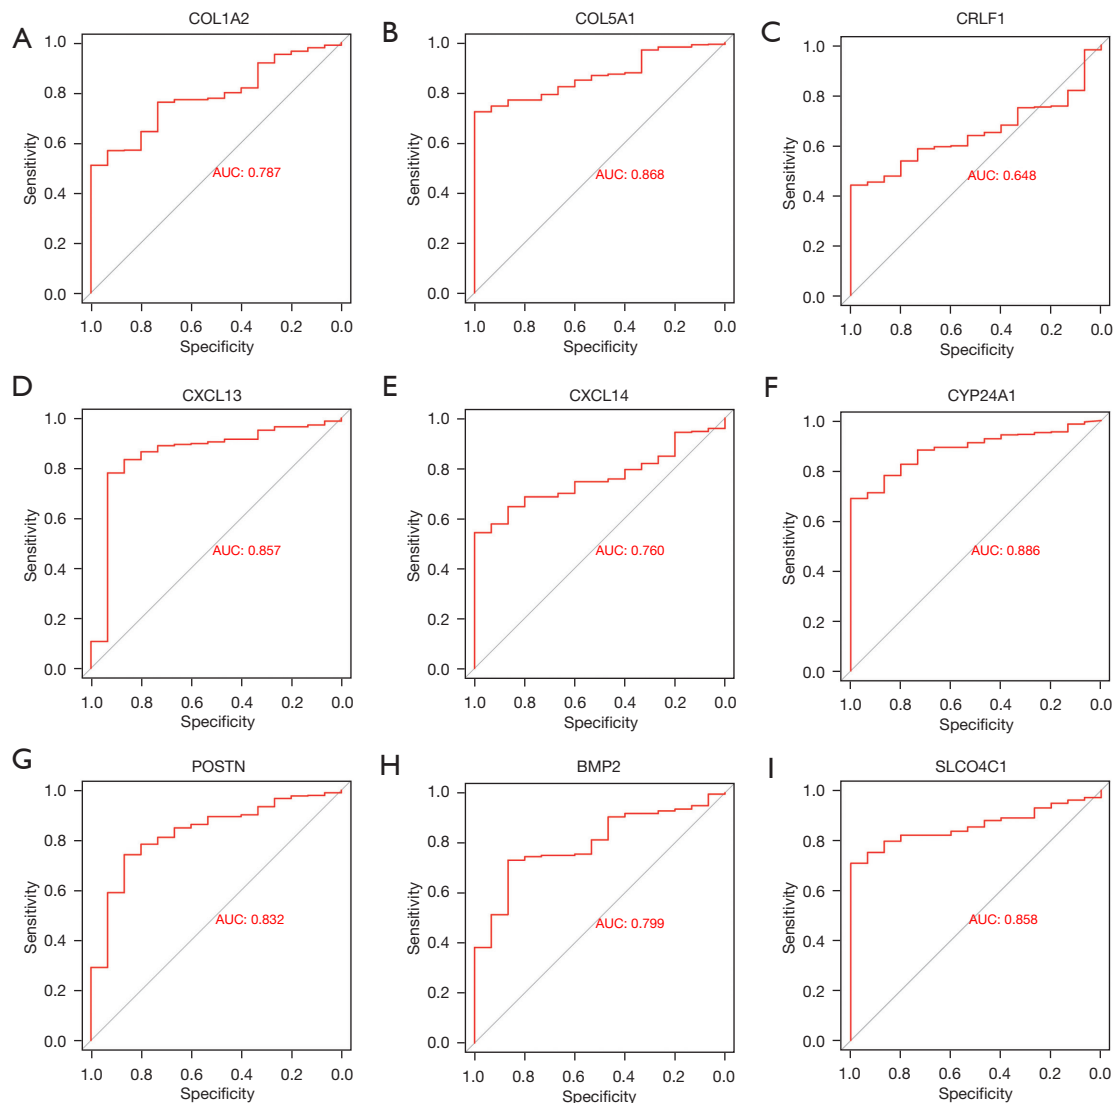 A
COL1A2
1.0
0.8
0.6
0.4
0.2
0.0
Sensitivity
AUC: 0.787
1.0 0.8 0.6 0.4 0.2 0.0
Specificity
B
COL5A1
1.0
0.8
0.6
0.4
0.2
0.0
Sensitivity
AUC: 0.868
1.0 0.8 0.6 0.4 0.2 0.0
Specificity
C
CRLF1
1.0
0.8
0.6
0.4
0.2
0.0
Sensitivity
AUC: 0.648
1.0 0.8 0.6 0.4 0.2 0.0
Specificity
D
CXCL13
1.0
0.8
0.6
0.4
0.2
0.0
Sensitivity
AUC: 0.857
1.0 0.8 0.6 0.4 0.2 0.0
Specificity
E
CXCL14
1.0
0.8
0.6
0.4
0.2
0.0
Sensitivity
AUC: 0.760
1.0 0.8 0.6 0.4 0.2 0.0
Specificity
F
CYP24A1
1.0
0.8
0.6
0.4
0.2
0.0
Sensitivity
AUC: 0.886
1.0 0.8 0.6 0.4 0.2 0.0
Specificity
G
POSTN
1.0
0.8
0.6
0.4
0.2
0.0
Sensitivity
AUC: 0.832
1.0 0.8 0.6 0.4 0.2 0.0
Specificity
H
BMP2
1.0
0.8
0.6
0.4
0.2
0.0
Sensitivity
AUC: 0.799
1.0 0.8 0.6 0.4 0.2 0.0
Specificity
I
SLCO4C1
1.0
0.8
0.6
0.4
0.2
0.0
Sensitivity
AUC: 0.858
1.0 0.8 0.6 0.4 0.2 0.0
Specificity